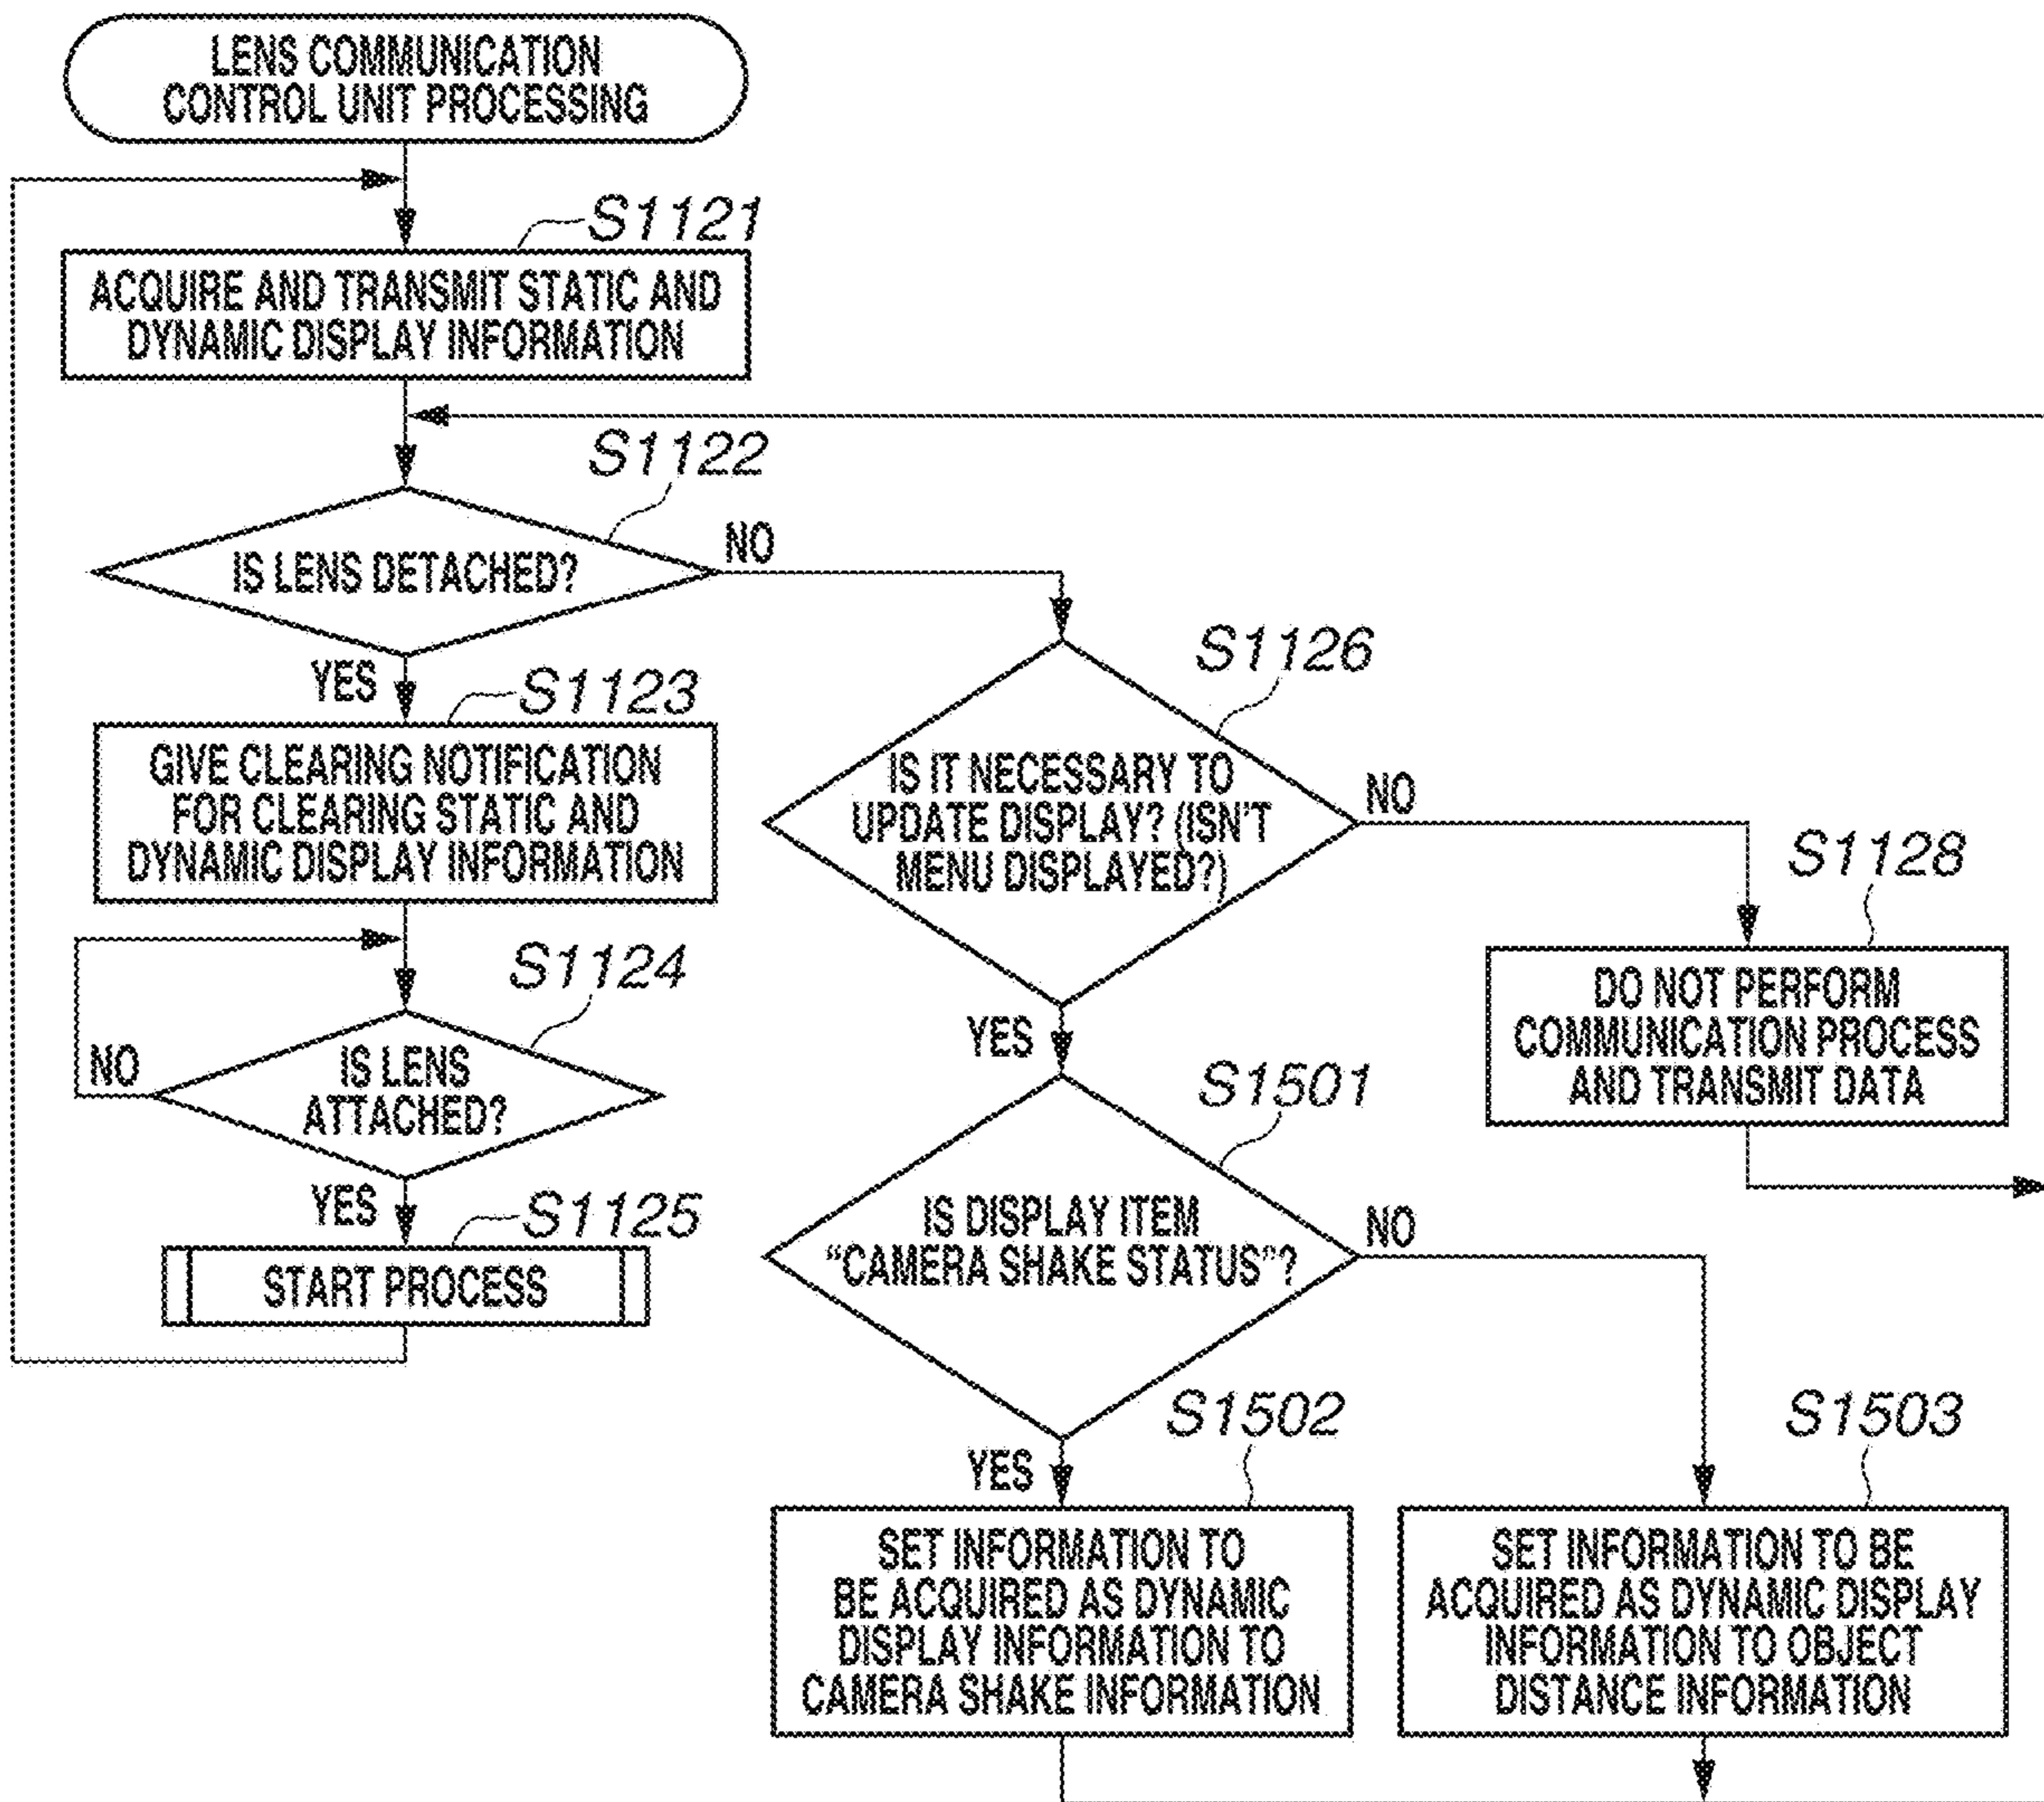 LENS COMMUNICATION
CONTROL UNIT PROCESSING
S1121
ACQUIRE AND TRANSMIT STATIC AND
DYNAMIC DISPLAY INFORMATION
S1122
IS LENS DETACHED?
NO
YES
S1123
GIVE CLEARING NOTIFICATION
FOR CLEARING STATIC AND
DYNAMIC DISPLAY INFORMATION
S1124
IS LENS
ATTACHED?
NO
YES
S1125
START PROCESS
S1126
IS IT NECESSARY TO
UPDATE DISPLAY? (ISN'T
MENU DISPLAYED?)
NO
YES
S1128
DO NOT PERFORM
COMMUNICATION PROCESS
AND TRANSMIT DATA
S1501
IS DISPLAY ITEM
“CAMERA SHAKE STATUS”?
NO
YES
S1502
SET INFORMATION TO
BE ACQUIRED AS DYNAMIC
DISPLAY INFORMATION TO
CAMERA SHAKE INFORMATION
S1503
SET INFORMATION TO BE
ACQUIRED AS DYNAMIC DISPLAY
INFORMATION TO OBJECT
DISTANCE INFORMATION